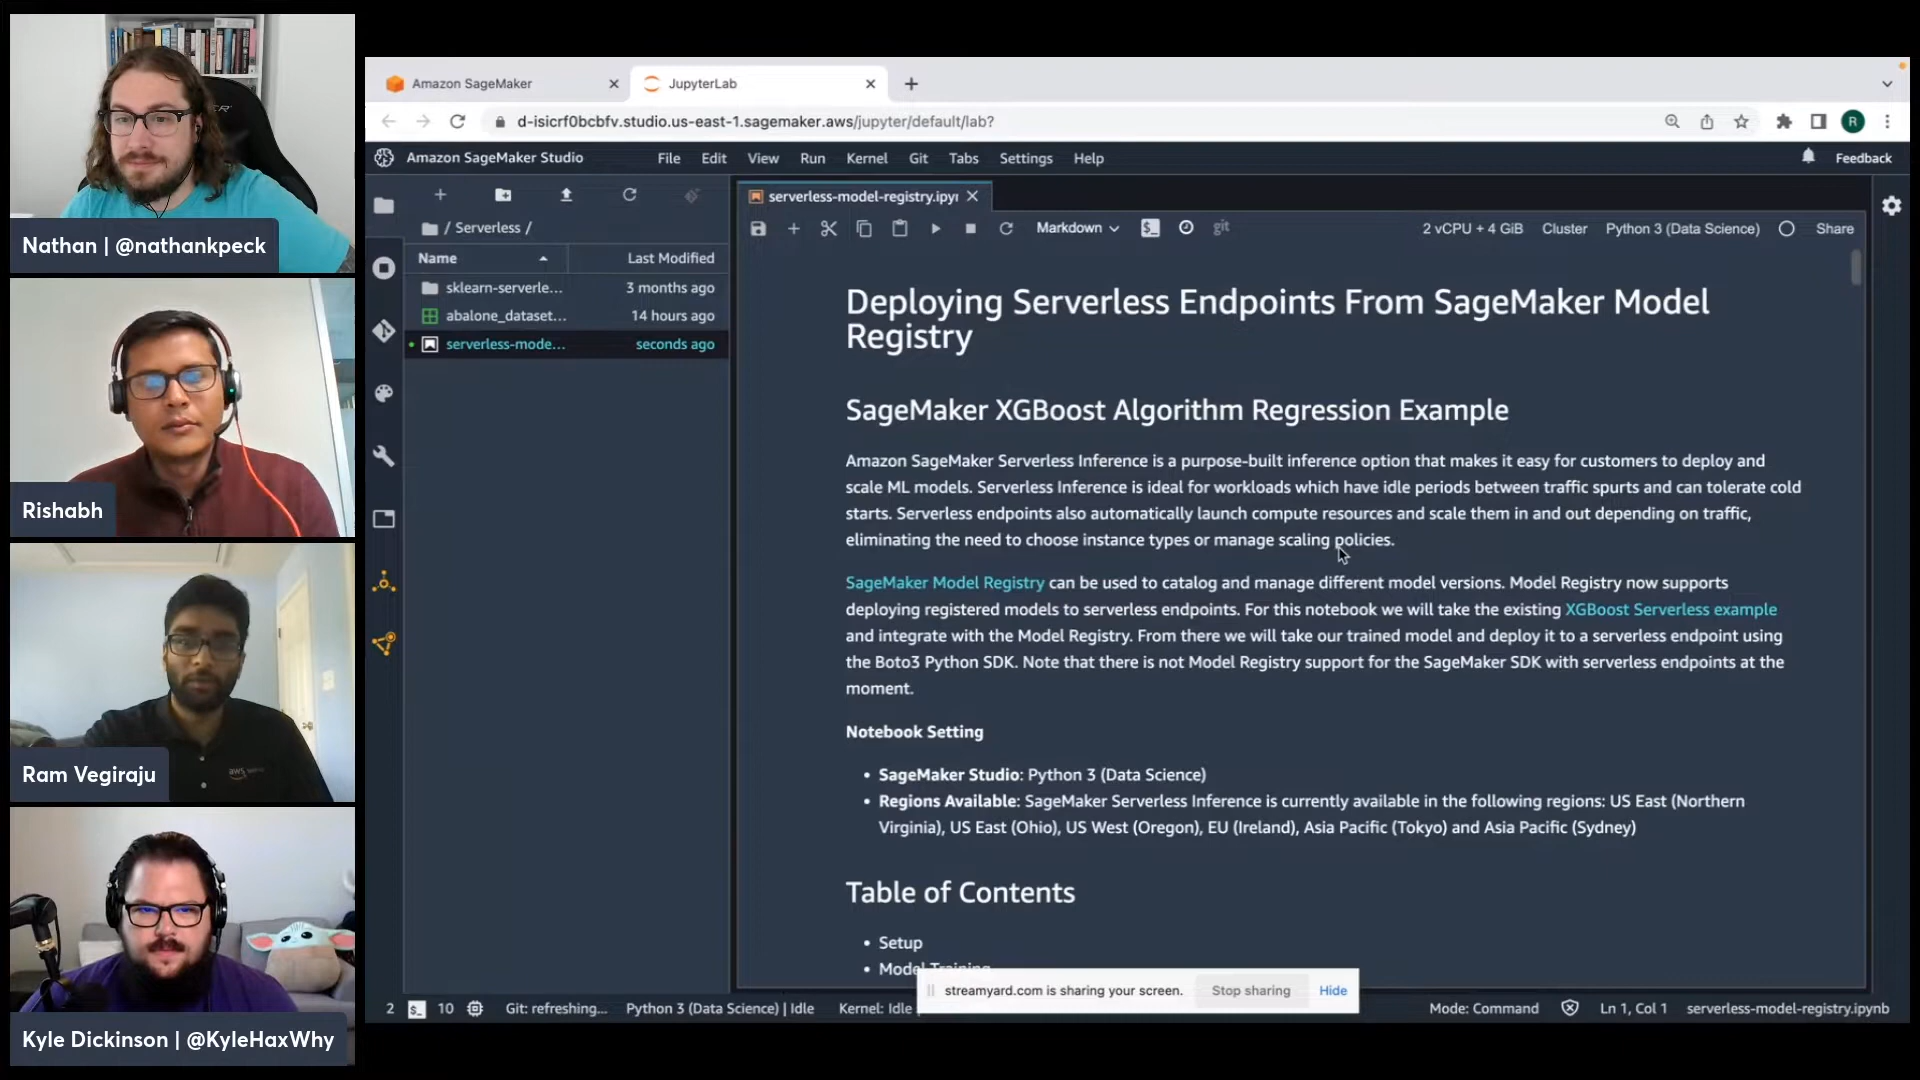 Nathan | @nathankpeck
Rishabh
aws
Ram Vegiraju
Kyle Dickinson | @KyleHaxWhy
Amazon SageMaker
JupyterLab
d-isicrf0bcbfv.studio.us-east-1.sagemaker.aws/jupyter/default/lab?
R
Amazon SageMaker Studio File Edit View Run Kernel Git Tabs Settings Help Feedback
/ Serverless /
Name Last Modified
sklearn-serverle... 3 months ago
abalone_dataset... 14 hours ago
serverless-mode... seconds ago
serverless-model-registry.ipyn
Markdown git 2 vCPU + 4 GiB Cluster Python 3 (Data Science) Share
Deploying Serverless Endpoints From SageMaker Model
Registry
SageMaker XGBoost Algorithm Regression Example
Amazon SageMaker Serverless Inference is a purpose-built inference option that makes it easy for customers to deploy and
scale ML models. Serverless Inference is ideal for workloads which have idle periods between traffic spurts and can tolerate cold
starts. Serverless endpoints also automatically launch compute resources and scale them in and out depending on traffic,
eliminating the need to choose instance types or manage scaling policies.
SageMaker Model Registry can be used to catalog and manage different model versions. Model Registry now supports
deploying registered models to serverless endpoints. For this notebook we will take the existing XGBoost Serverless example
and integrate with the Model Registry. From there we will take our trained model and deploy it to a serverless endpoint using
the Boto3 Python SDK. Note that there is not Model Registry support for the SageMaker SDK with serverless endpoints at the
moment.
Notebook Setting
• SageMaker Studio: Python 3 (Data Science)
• Regions Available: SageMaker Serverless Inference is currently available in the following regions: US East (Northern
Virginia), US East (Ohio), US West (Oregon), EU (Ireland), Asia Pacific (Tokyo) and Asia Pacific (Sydney)
Table of Contents
• Setup
• Model Training
streamyard.com is sharing your screen. Stop sharing Hide
2 $_ 10 Git: refreshing... Python 3 (Data Science) | Idle Kernel: Idle Mode: Command Ln 1, Col 1 serverless-model-registry.ipynb